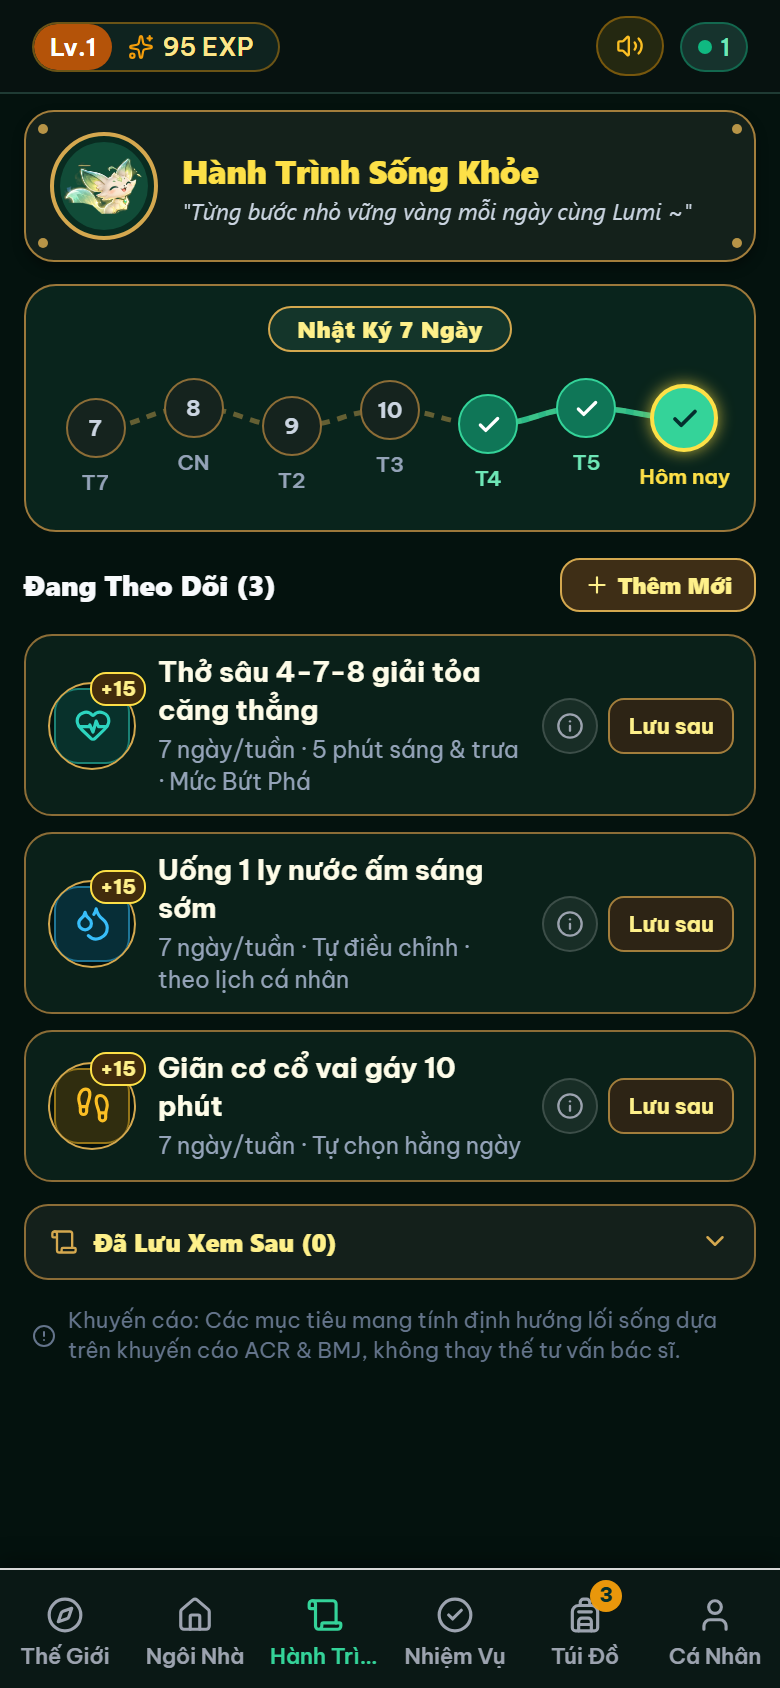 Lv.1 95 EXP
1
Hành Trình Sống Khỏe
"Từng bước nhỏ vững vàng mỗi ngày cùng Lumi ~"
Nhật Ký 7 Ngày
7 8 9 10
T7 CN T2 T3 T4 T5 Hôm nay
Đang Theo Dõi (3)
Thêm Mới
+15
Thở sâu 4-7-8 giải tỏa
căng thẳng
7 ngày/tuần · 5 phút sáng & trưa
· Mức Bứt Phá
Lưu sau
+15
Uống 1 ly nước ấm sáng
sớm
7 ngày/tuần · Tự điều chỉnh ·
theo lịch cá nhân
Lưu sau
+15
Giãn cơ cổ vai gáy 10
phút
7 ngày/tuần · Tự chọn hằng ngày
Lưu sau
Đã Lưu Xem Sau (0)
Khuyến cáo: Các mục tiêu mang tính định hướng lối sống dựa
trên khuyến cáo ACR & BMJ, không thay thế tư vấn bác sĩ.
3
Thế Giới Ngôi Nhà Hành Trì... Nhiệm Vụ Túi Đồ Cá Nhân